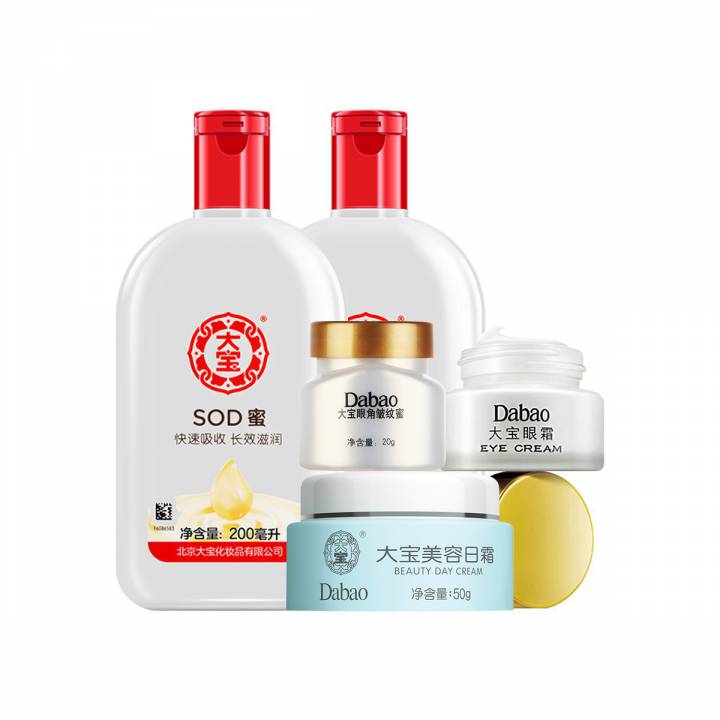 大宝
®
SOD 蜜
快速吸收 长效滋润
净含量: 200毫升
北京大宝化妆品有限公司
®
Dabao
大宝眼角皱纹蜜
净含量: 20g
Dabao
大宝眼霜
EYE CREAM
大宝
®
大宝美容日霜
BEAUTY DAY CREAM
Dabao
净含量:50g